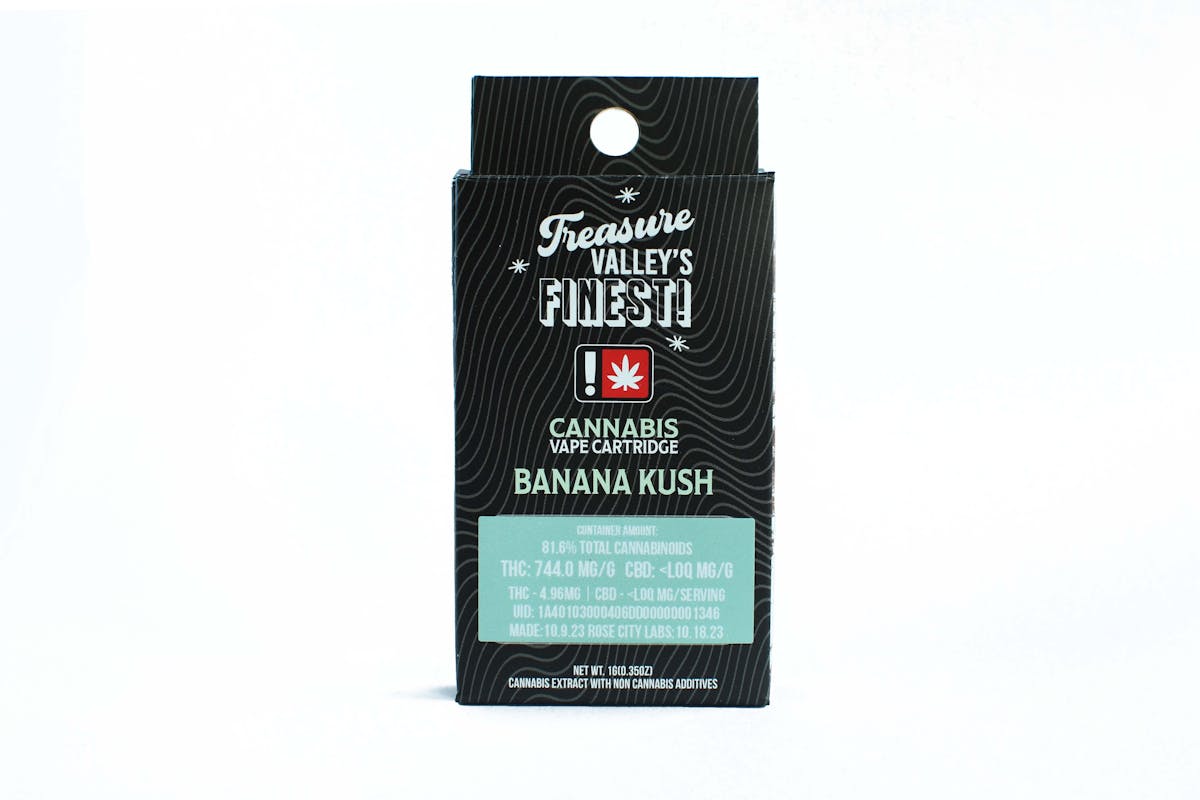 Treasure
VALLEY'S
FINEST!
!
CANNABIS
VAPE CARTRIDGE
BANANA KUSH
CONTAINER AMOUNT:
81.6% TOTAL CANNABINOIDS
THC: 744.0 MG/G CBD: <LOQ MG/G
THC - 4.96MG | CBD - <LOQ MG/SERVING
UID: 1A40103000406DD000000001346
MADE:10.9.23 ROSE CITY LABS: 10.18.23
NET WT. 1G(0.35OZ)
CANNABIS EXTRACT WITH NON CANNABIS ADDITIVES